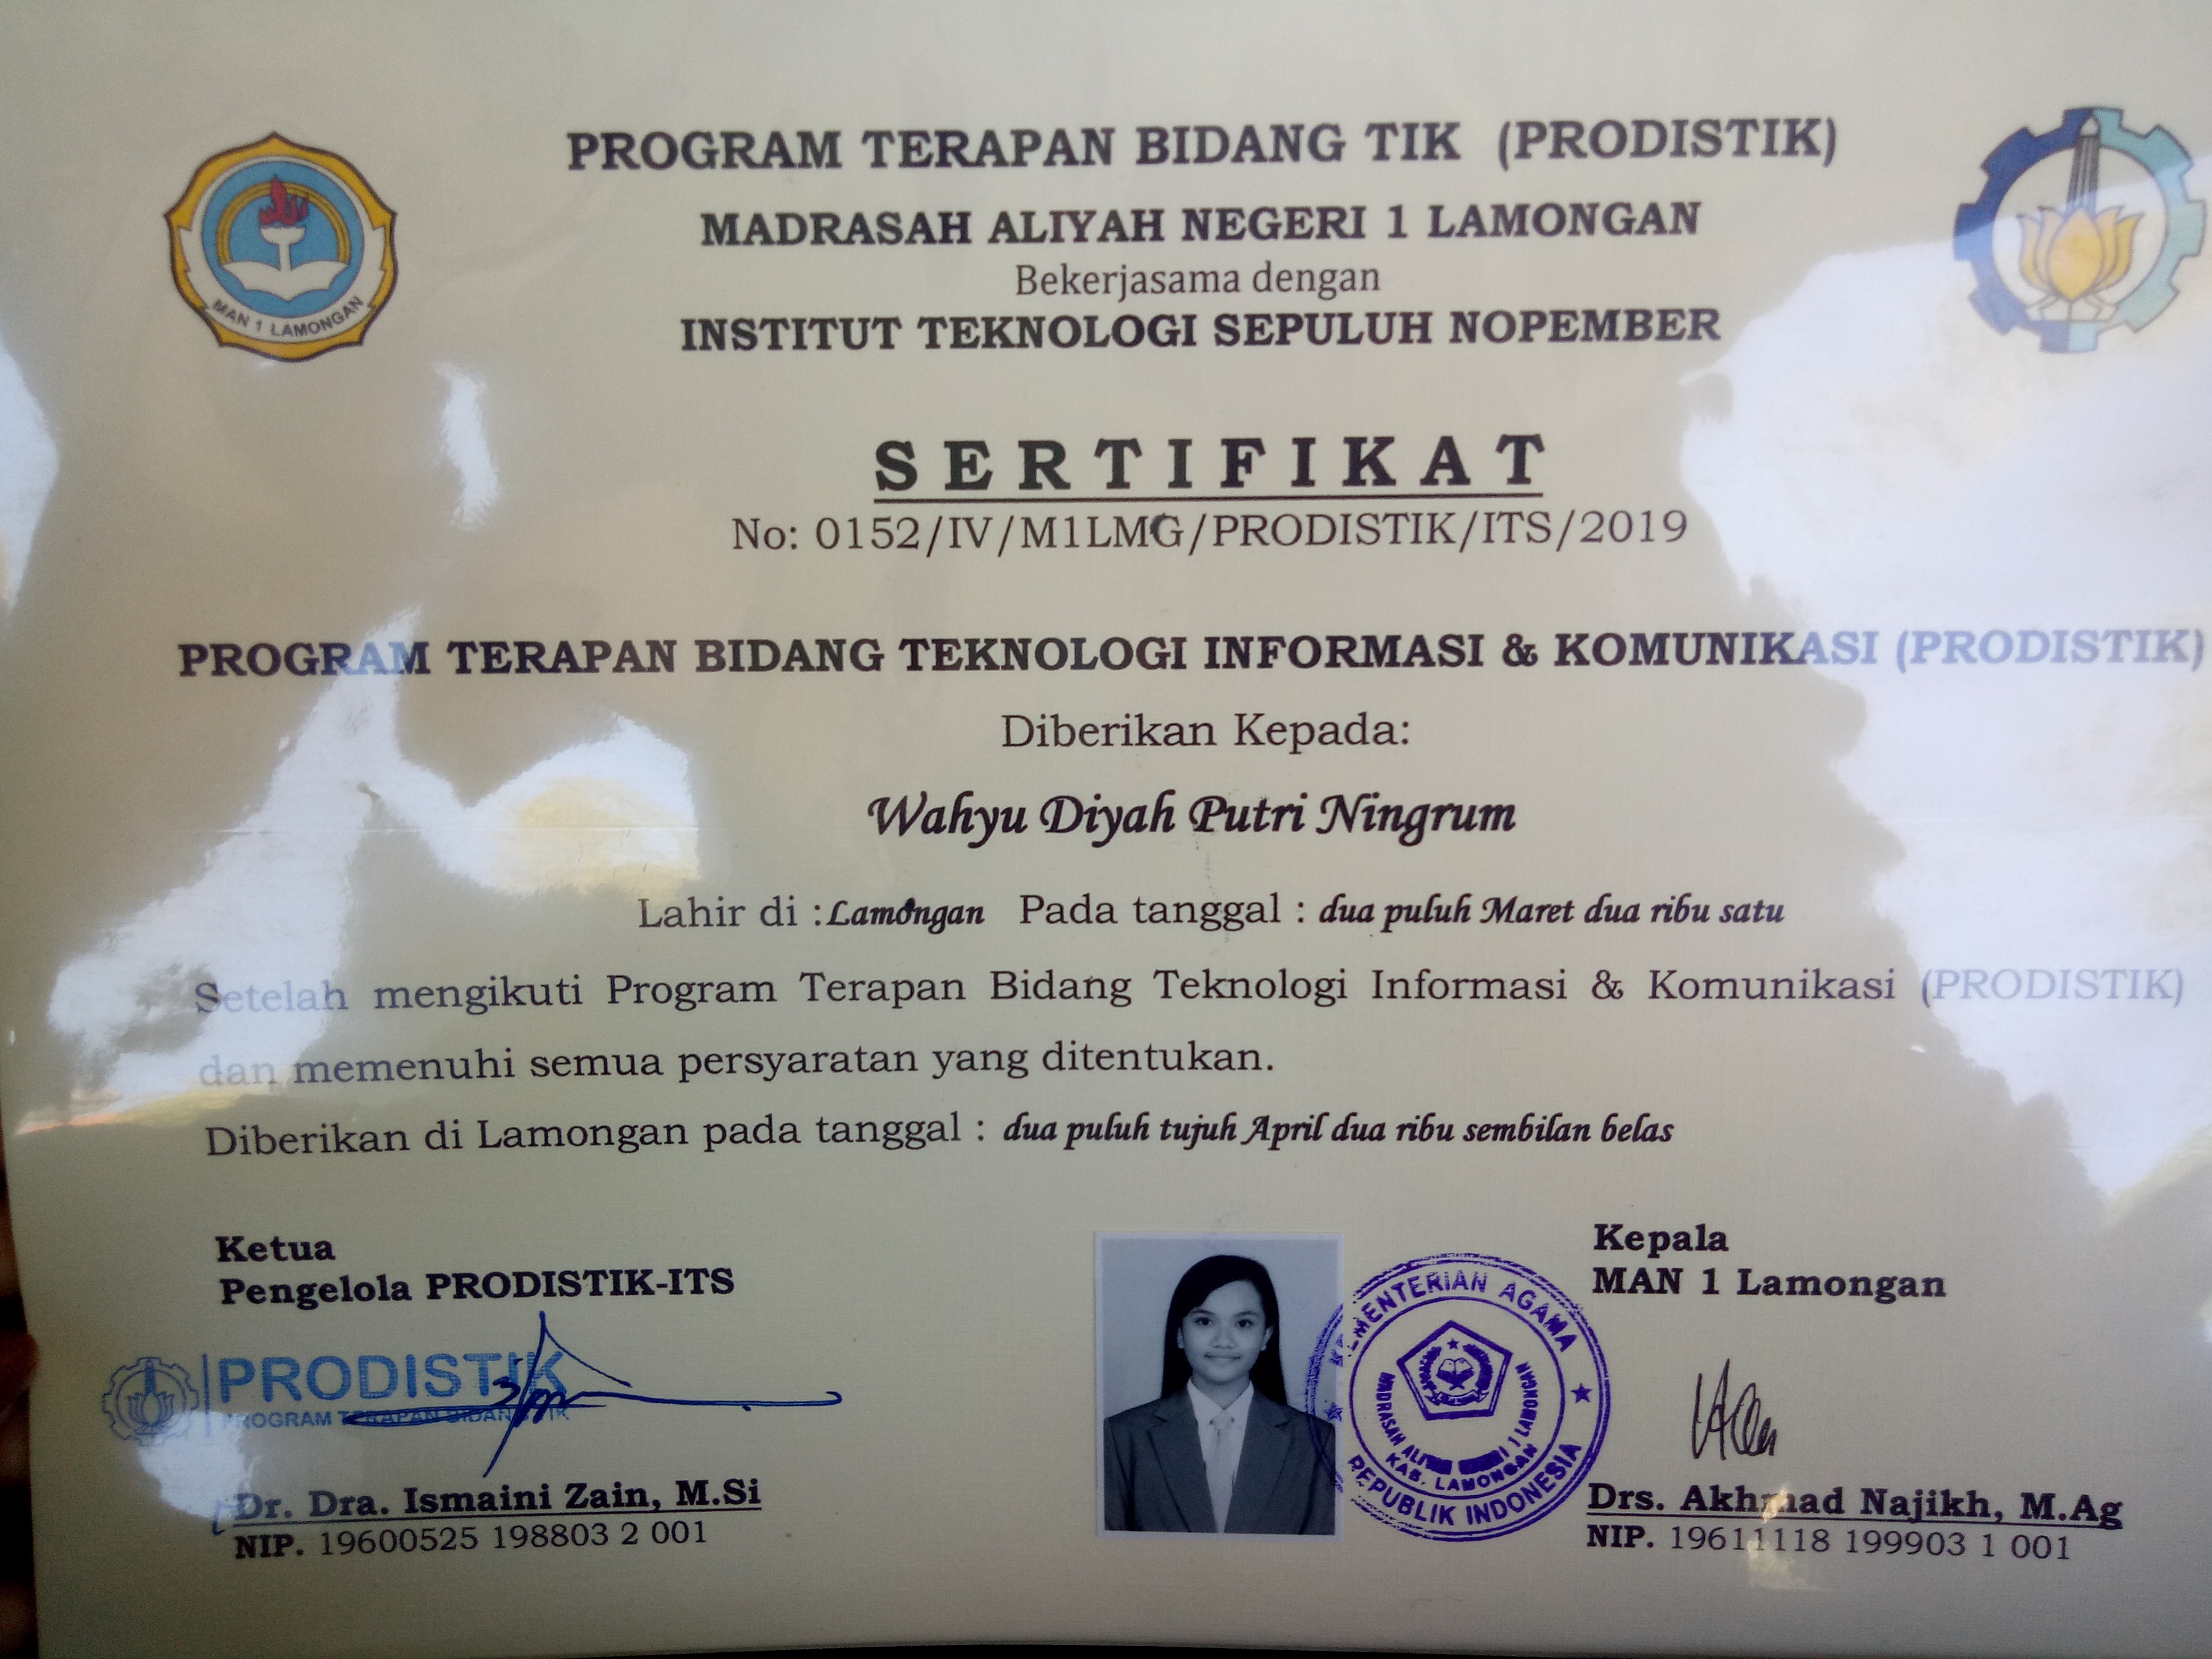 PROGRAM TERAPAN BIDANG TIK (PRODISTIK)
MADRASAH ALIYAH NEGERI 1 LAMONGAN
Bekerjasama dengan
INSTITUT TEKNOLOGI SEPULUH NOPEMBER
MAN 1 LAMONGAN
SERTIFIKAT
No: 0152/IV/M1LMG/PRODISTIK/ITS/2019
PROGRAM TERAPAN BIDANG TEKNOLOGI INFORMASI & KOMUNIKASI (PRODISTIK)
Diberikan Kepada:
Wahyu Diyah Putri Ningrum
Lahir di : Lamongan Pada tanggal : dua puluh Maret dua ribu satu
Setelah mengikuti Program Terapan Bidang Teknologi Informasi & Komunikasi (PRODISTIK)
dan memenuhi semua persyaratan yang ditentukan.
Diberikan di Lamongan pada tanggal : dua puluh tujuh April dua ribu sembilan belas
Ketua
Pengelola PRODISTIK-ITS
PRODISTIK
PROGRAM TERAPAN BIDANG TIK
Dr. Dra. Ismaini Zain, M.Si
NIP. 19600525 198803 2 001
KEMENTERIAN AGAMA
MADRASAH 1 LAMONGAN
KAB. LAMONGAN
REPUBLIK INDONESIA
Kepala
MAN 1 Lamongan
Drs. Akhmad Najikh, M.Ag
NIP. 19611118 199903 1 001